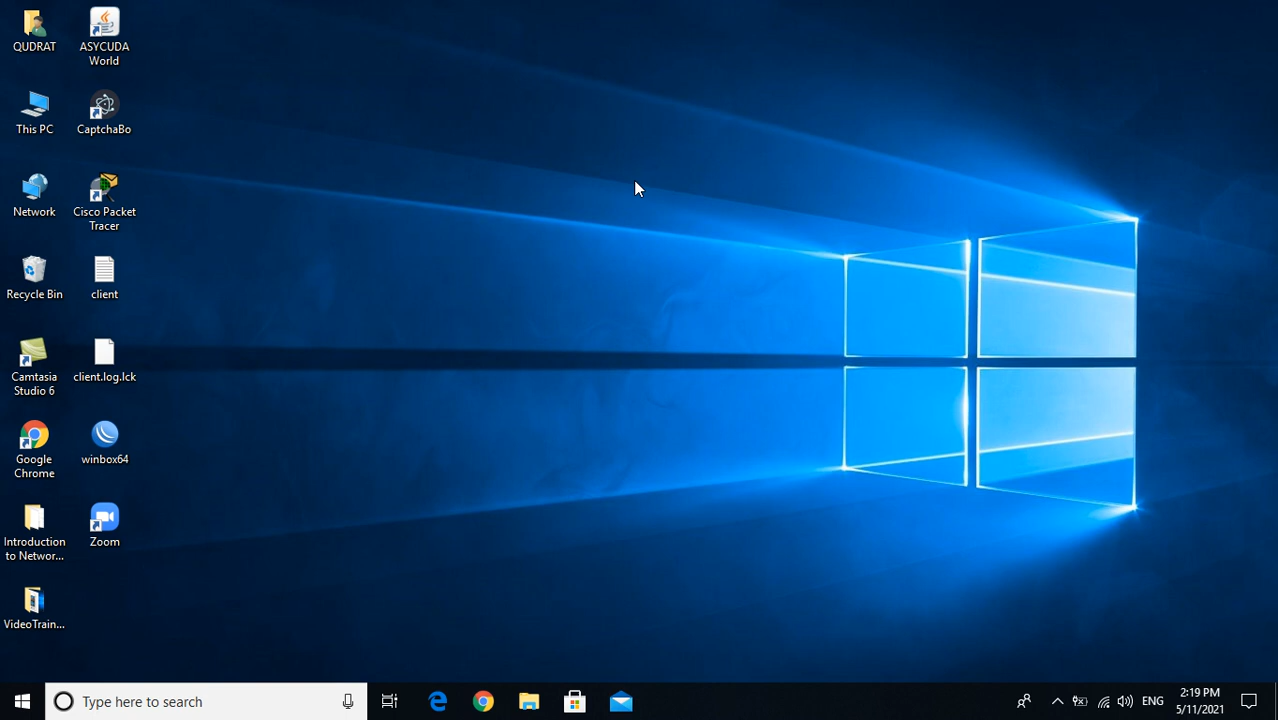 QUDRAT
ASYCUDA
World
This PC
CaptchaBo
Network
Cisco Packet
Tracer
Recycle Bin
client
Camtasia
Studio 6
client.log.lck
Google
Chrome
winbox64
Introduction
to Networ...
Zoom
VideoTrain...
Type here to search
ENG
2:19 PM
5/11/2021